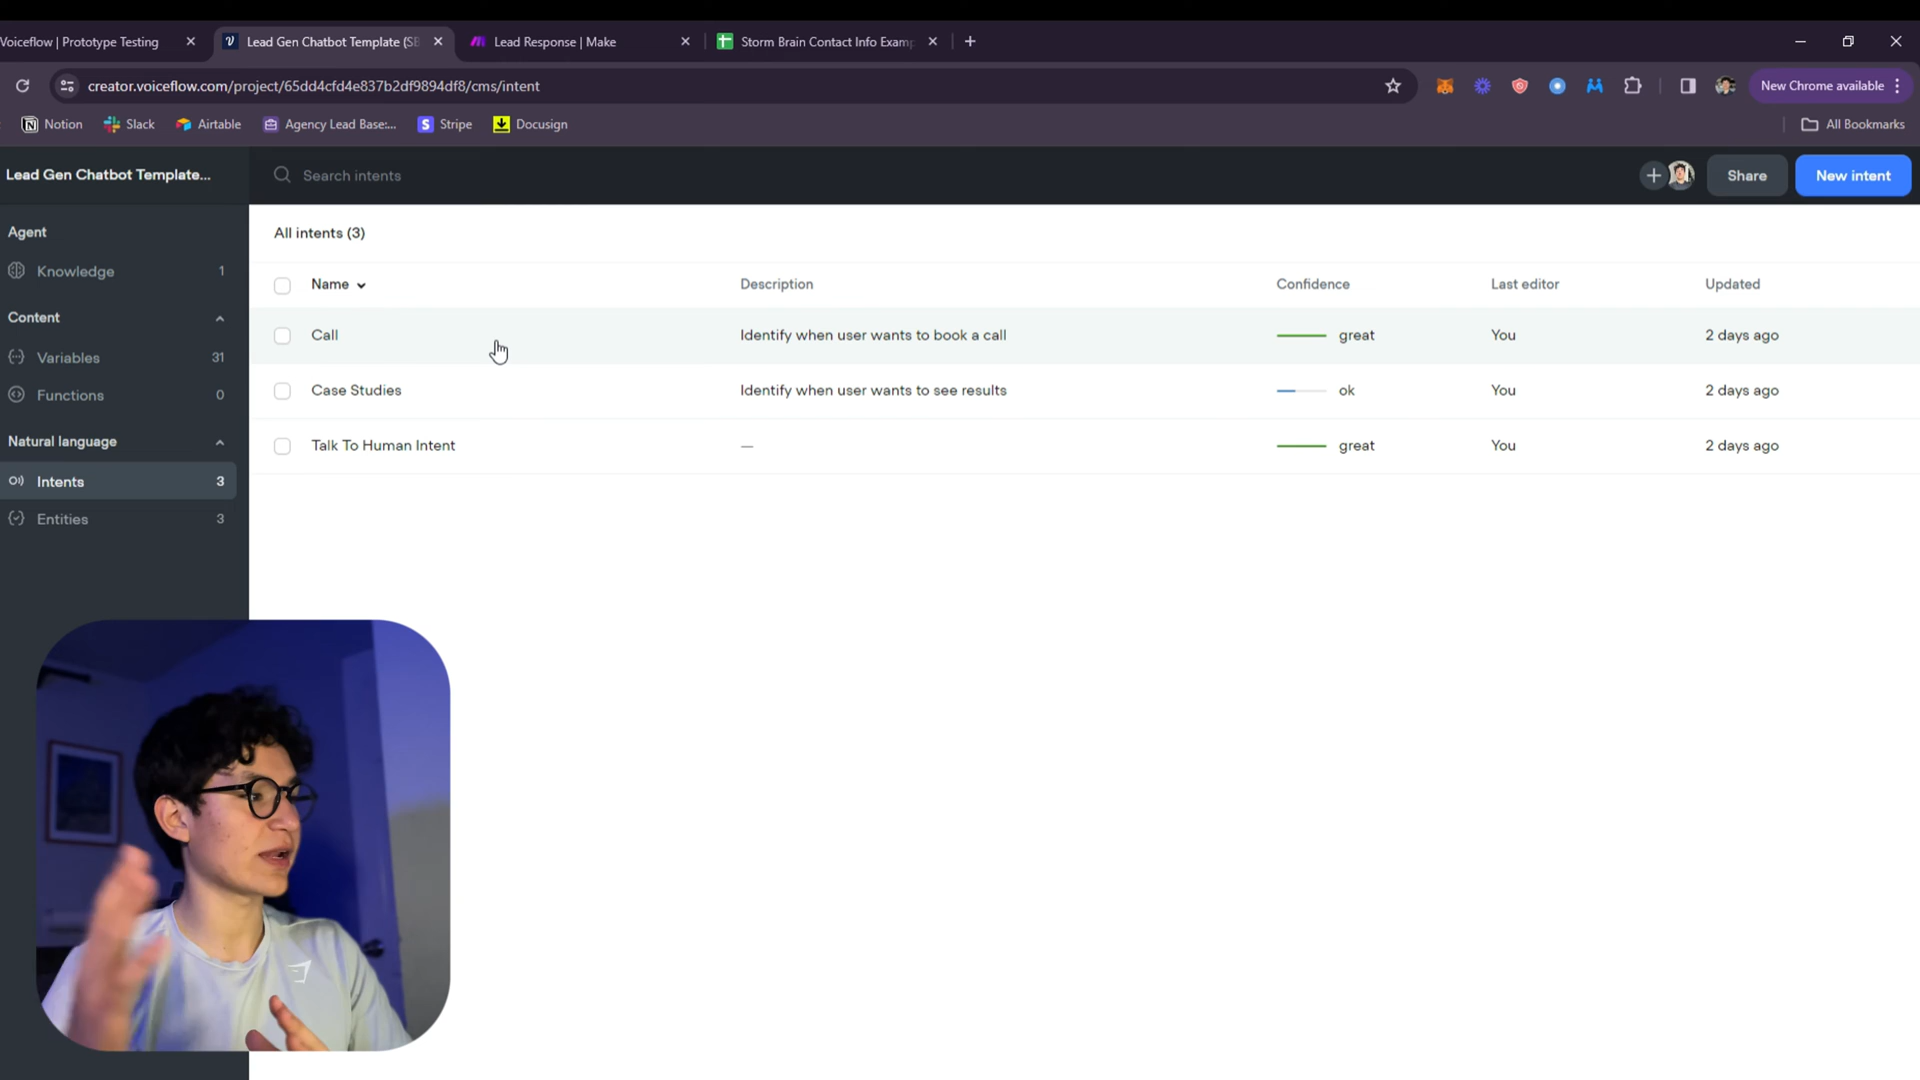 Voiceflow | Prototype Testing
Lead Gen Chatbot Template (SB
Lead Response | Make
Storm Brain Contact Info Examp
creator.voiceflow.com/project/65dd4cfd4e837b2df9894df8/cms/intent
New Chrome available
Notion
Slack
Airtable
Agency Lead Base:...
Stripe
Docusign
All Bookmarks
Lead Gen Chatbot Template...
Search intents
Share
New intent
Agent
Knowledge 1
Content
Variables 31
Functions 0
Natural language
Intents 3
Entities 3
All intents (3)
Name Description Confidence Last editor Updated
Call Identify when user wants to book a call great You 2 days ago
Case Studies Identify when user wants to see results ok You 2 days ago
Talk To Human Intent — great You 2 days ago